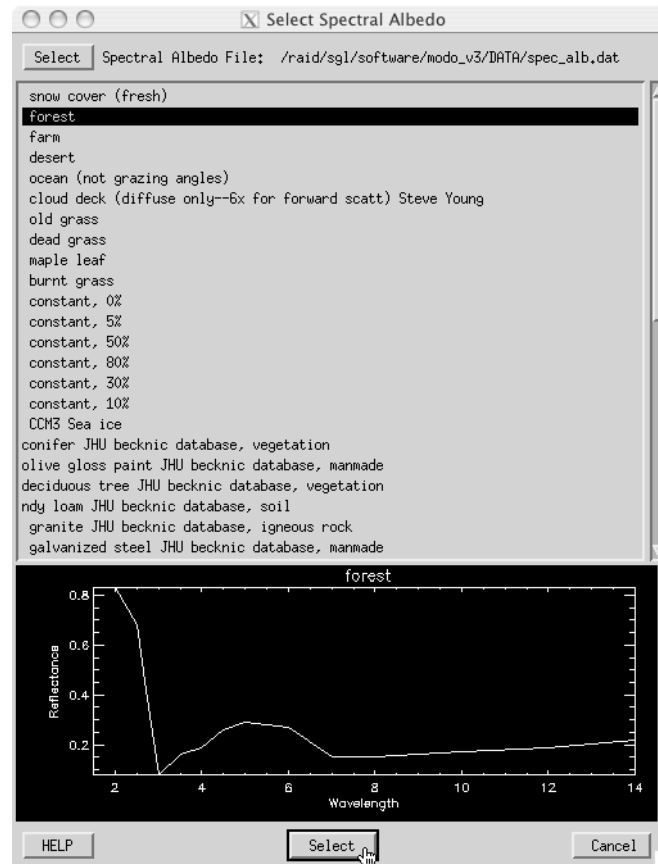 X Select Spectral Albedo
Select Spectral Albedo File: /raid/sgl/software/modo_v3/DATA/spec_alb.dat
snow cover (fresh)
forest
farm
desert
ocean (not grazing angles)
cloud deck (diffuse only--6x for forward scatt) Steve Young
old grass
dead grass
maple leaf
burnt grass
constant, 0%
constant, 5%
constant, 50%
constant, 80%
constant, 30%
constant, 10%
CCM3 Sea ice
conifer JHU becknic database, vegetation
olive gloss paint JHU becknic database, manmade
deciduous tree JHU becknic database, vegetation
ndy loam JHU becknic database, soil
granite JHU becknic database, igneous rock
galvanized steel JHU becknic database, manmade
forest
0.8
0.6
0.4
0.2
Reflectance
2 4 6 8 10 12 14
Wavelength
HELP Select Cancel